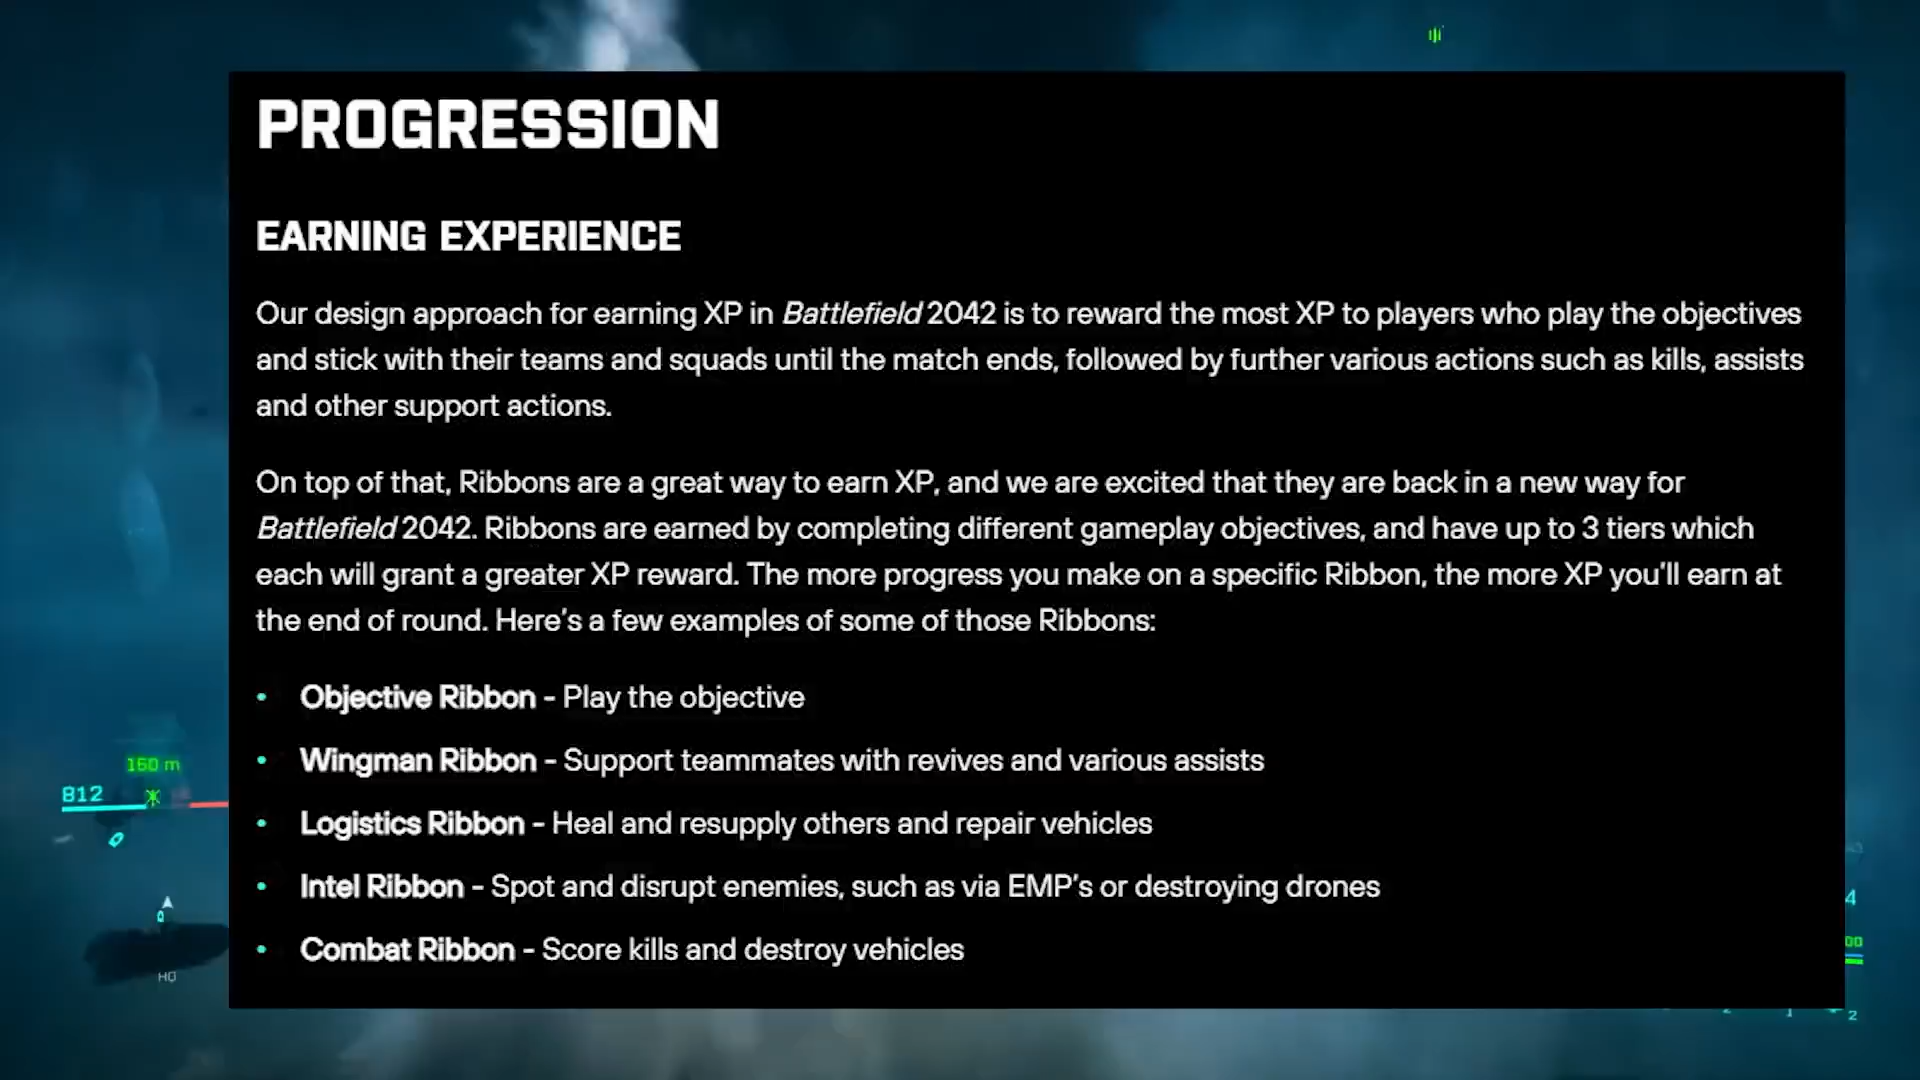 PROGRESSION
EARNING EXPERIENCE
Our design approach for earning XP in Battlefield 2042 is to reward the most XP to players who play the objectives
and stick with their teams and squads until the match ends, followed by further various actions such as kills, assists
and other support actions.
On top of that, Ribbons are a great way to earn XP, and we are excited that they are back in a new way for
Battlefield 2042. Ribbons are earned by completing different gameplay objectives, and have up to 3 tiers which
each will grant a greater XP reward. The more progress you make on a specific Ribbon, the more XP you'll earn at
the end of round. Here's a few examples of some of those Ribbons:
• Objective Ribbon - Play the objective
• Wingman Ribbon - Support teammates with revives and various assists
• Logistics Ribbon - Heal and resupply others and repair vehicles
• Intel Ribbon - Spot and disrupt enemies, such as via EMP's or destroying drones
• Combat Ribbon - Score kills and destroy vehicles
160 m
812
HQ
4
2